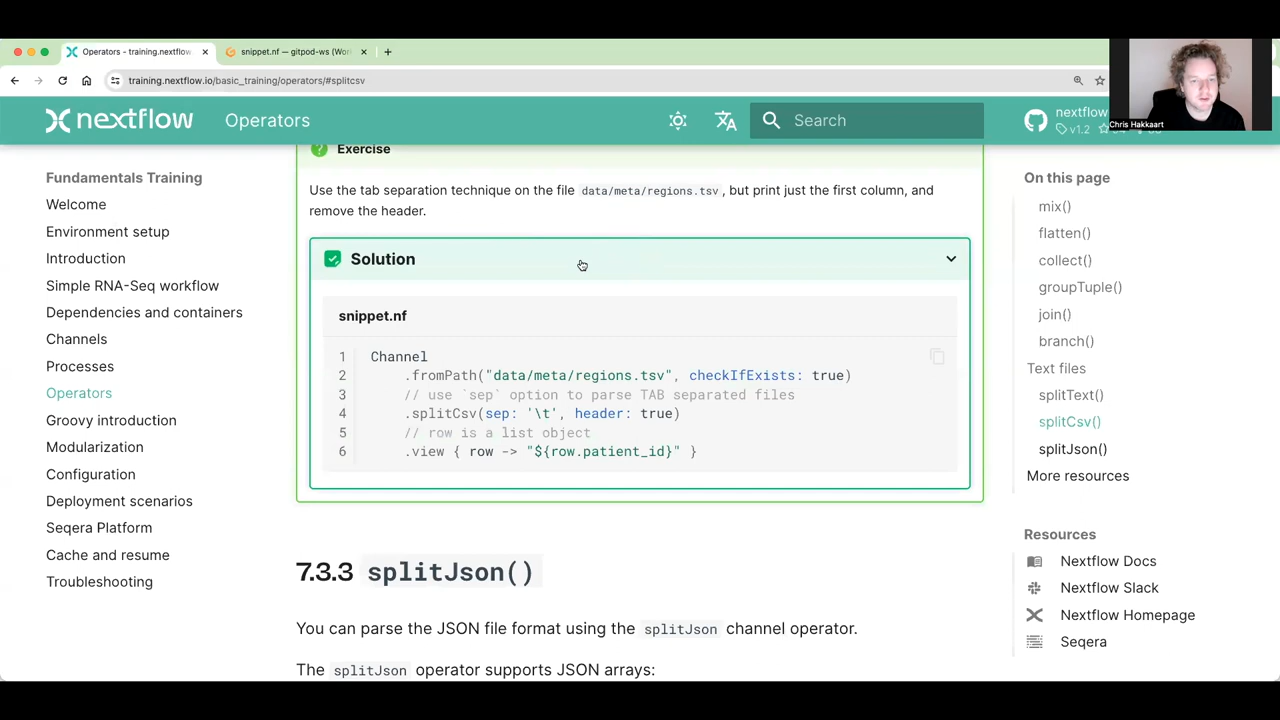 Operators - training.nextflow
snippet.nf — gitpod-ws (Wor
training.nextflow.io/basic_training/operators/#splitcsv
nextflow
Operators
Search
nextflow
v1.2
Chris Hakkaart
Fundamentals Training
Welcome
Environment setup
Introduction
Simple RNA-Seq workflow
Dependencies and containers
Channels
Processes
Operators
Groovy introduction
Modularization
Configuration
Deployment scenarios
Seqera Platform
Cache and resume
Troubleshooting
Exercise
Use the tab separation technique on the file data/meta/regions.tsv, but print just the first column, and
remove the header.
Solution
snippet.nf
1 Channel
2 .fromPath("data/meta/regions.tsv", checkIfExists: true)
3 // use `sep` option to parse TAB separated files
4 .splitCsv(sep: '\t', header: true)
5 // row is a list object
6 .view { row -> "${row.patient_id}" }
7.3.3 splitJson()
You can parse the JSON file format using the splitJson channel operator.
The splitJson operator supports JSON arrays:
On this page
mix()
flatten()
collect()
groupTuple()
join()
branch()
Text files
splitText()
splitCsv()
splitJson()
More resources
Resources
Nextflow Docs
Nextflow Slack
Nextflow Homepage
Seqera